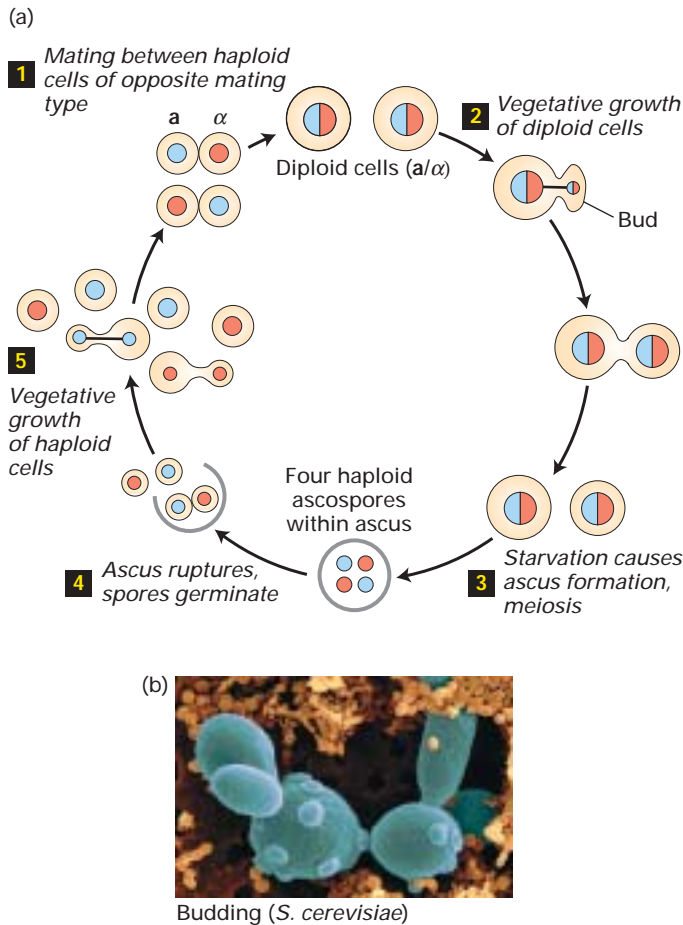 (a)
1 Mating between haploid
cells of opposite mating
type
a α
Diploid cells (a/α)
2 Vegetative growth
of diploid cells
Bud
3 Starvation causes
ascus formation,
meiosis
Four haploid
ascospores
within ascus
4 Ascus ruptures,
spores germinate
5
Vegetative
growth
of haploid
cells
(b)
Budding (S. cerevisiae)